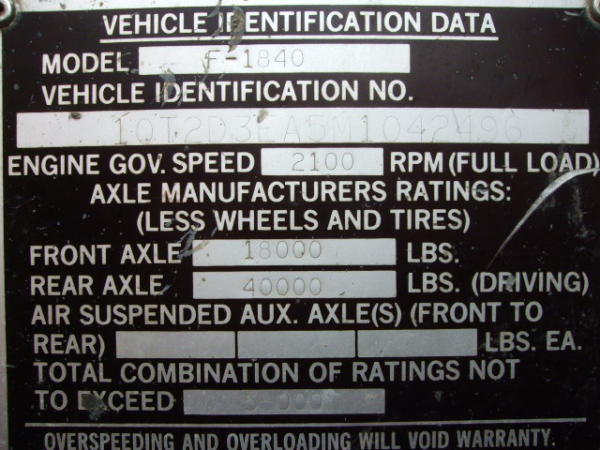 VEHICLE IDENTIFICATION DATA
MODEL F-1840
VEHICLE IDENTIFICATION NO.
10T2D3EA5M1042496
ENGINE GOV. SPEED 2100 RPM (FULL LOAD)
AXLE MANUFACTURERS RATINGS:
(LESS WHEELS AND TIRES)
FRONT AXLE 18000 LBS.
REAR AXLE 40000 LBS. (DRIVING)
AIR SUSPENDED AUX. AXLE(S) (FRONT TO
REAR) LBS. EA.
TOTAL COMBINATION OF RATINGS NOT
TO EXCEED
OVERSPEEDING AND OVERLOADING WILL VOID WARRANTY.